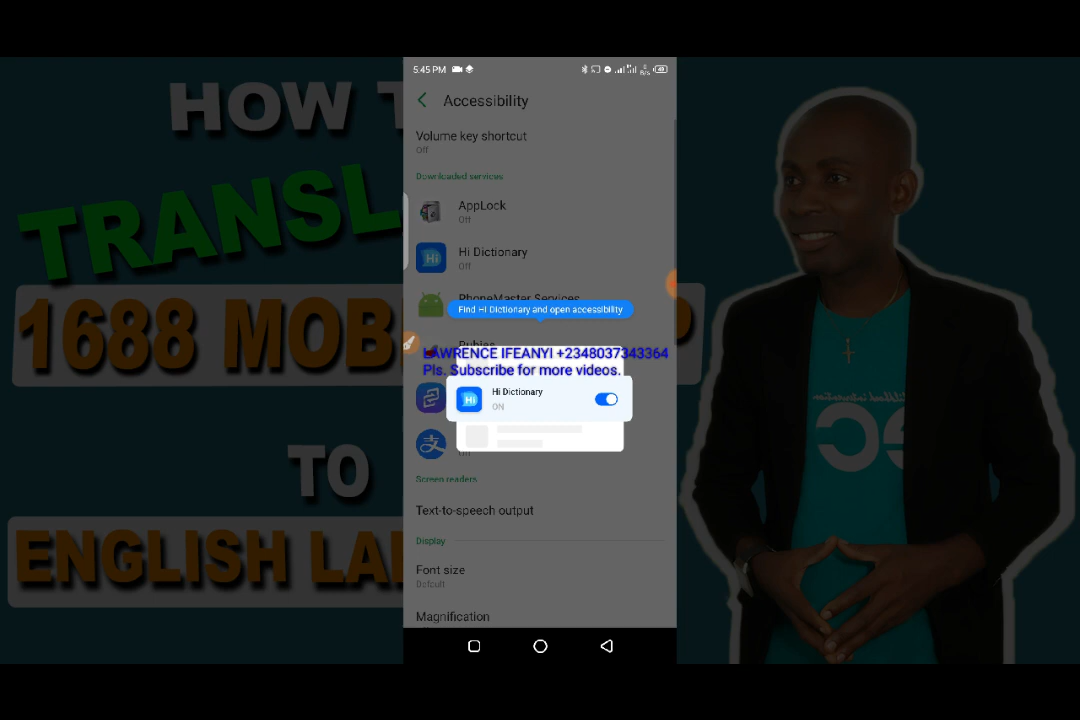 HOW T
TRANSL
1688 MOB
P
TO
ENGLISH LA
5:45 PM
Accessibility
Volume key shortcut
Off
Downloaded services
AppLock
Off
Hi Dictionary
Off
PhoneMaster Services
Find Hi Dictionary and open accessibility
Rubies
LAWRENCE IFEANYI +2348037343364
Pls. Subscribe for more videos.
Hi Dictionary
ON
Off
Screen readers
Text-to-speech output
Display
Font size
Default
Magnification